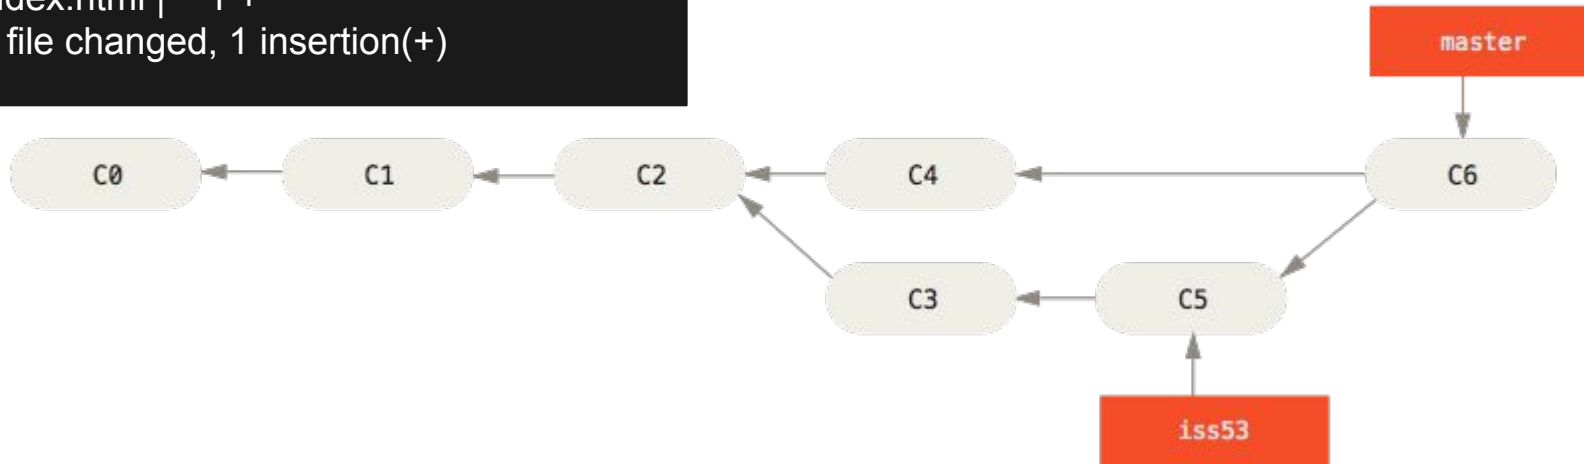 file changed, 1 insertion(+)
master
C0
C1
C2
C4
C6
C3
C5
iss53